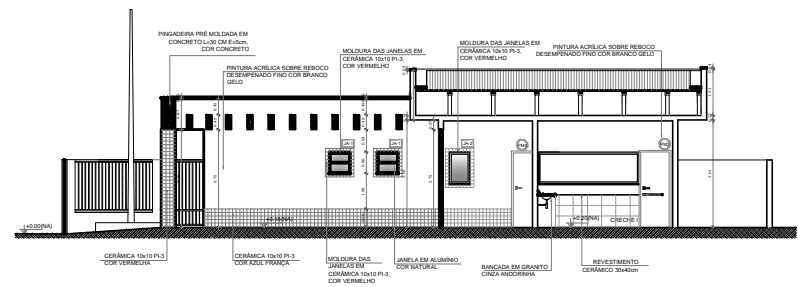 PINGADEIRA PRÉ MOLDADA EM
CONCRETO L=30 CM E=5cm,
COR CONCRETO
PINTURA ACRÍLICA SOBRE REBOCO
DESEMPENADO FINO COR BRANCO
GELO
MOLDURA DAS JANELAS EM
CERÂMICA 10x10 PI-3,
COR VERMELHO
MOLDURA DAS JANELAS EM
CERÂMICA 10x10 PI-3,
COR VERMELHO
PINTURA ACRÍLICA SOBRE REBOCO
DESEMPENADO FINO COR BRANCO
GELO
JA-1
JA-1
JA-2
+0.00(NA)
+0.20(NA)
CRECHE I
CERÂMICA 10x10 PI-3
COR VERMELHA
CERÂMICA 10x10 PI-3
COR AZUL FRANÇA
MOLDURA DAS
JANELAS EM
CERÂMICA 10x10 PI-3,
COR VERMELHO
JANELA EM ALUMÍNIO
COR NATURAL
BANCADA EM GRANITO
CINZA ANDORINHA
REVESTIMENTO
CERÂMICO 30x40cm